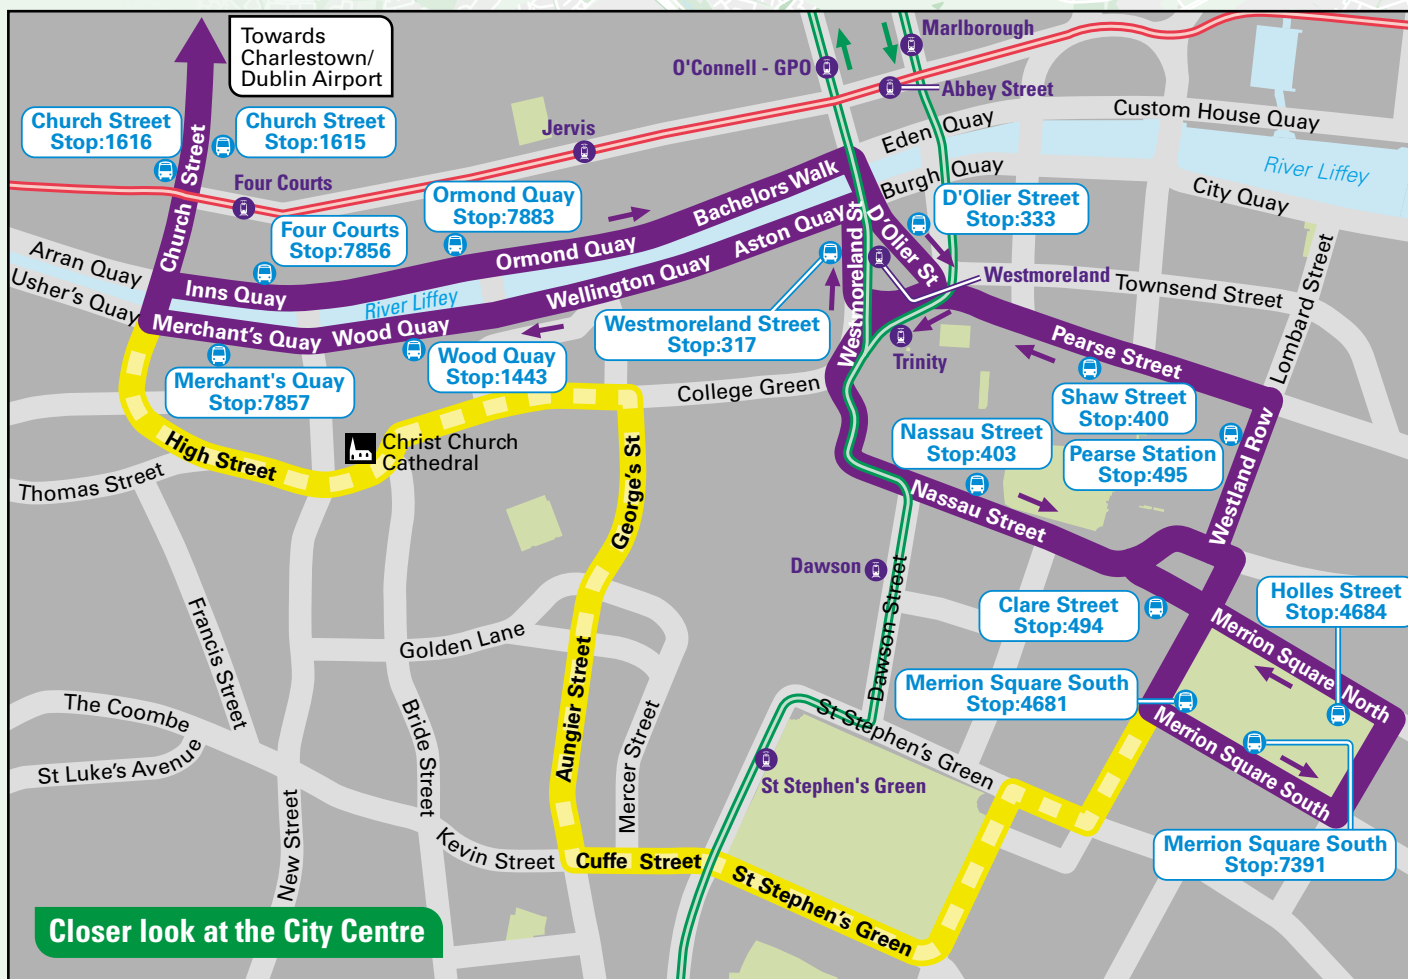 Towards
Charlestown/
Dublin Airport
Marlborough
O'Connell - GPO
Abbey Street
Church Street
Stop:1616
Church Street
Stop:1615
Church Street
Jervis
Four Courts
Eden Quay
Custom House Quay
River Liffey
City Quay
Burgh Quay
Ormond Quay
Stop:7883
Four Courts
Stop:7856
Bachelors Walk
Ormond Quay
Aston Quay
Wellington Quay
D'Olier Street
Stop:333
D'Olier St
Westmoreland St
Westmoreland
Townsend Street
Lombard Street
Arran Quay
Usher's Quay
Inns Quay
River Liffey
Merchant's Quay
Wood Quay
Westmoreland Street
Stop:317
Trinity
Pearse Street
Wood Quay
Stop:1443
Merchant's Quay
Stop:7857
College Green
Shaw Street
Stop:400
Nassau Street
Stop:403
Pearse Station
Stop:495
Westland Row
Christ Church
Cathedral
High Street
Thomas Street
George's St
Nassau Street
Dawson
Dawson Street
Clare Street
Stop:494
Holles Street
Stop:4684
Merrion Square North
Francis Street
Golden Lane
Aungier Street
Mercer Street
Bride Street
Merrion Square South
Stop:4681
Merrion Square South
The Coombe
St Luke's Avenue
St Stephen's Green
St Stephen's Green
New Street
Kevin Street
Cuffe Street
St Stephen's Green
Merrion Square South
Stop:7391
Closer look at the City Centre